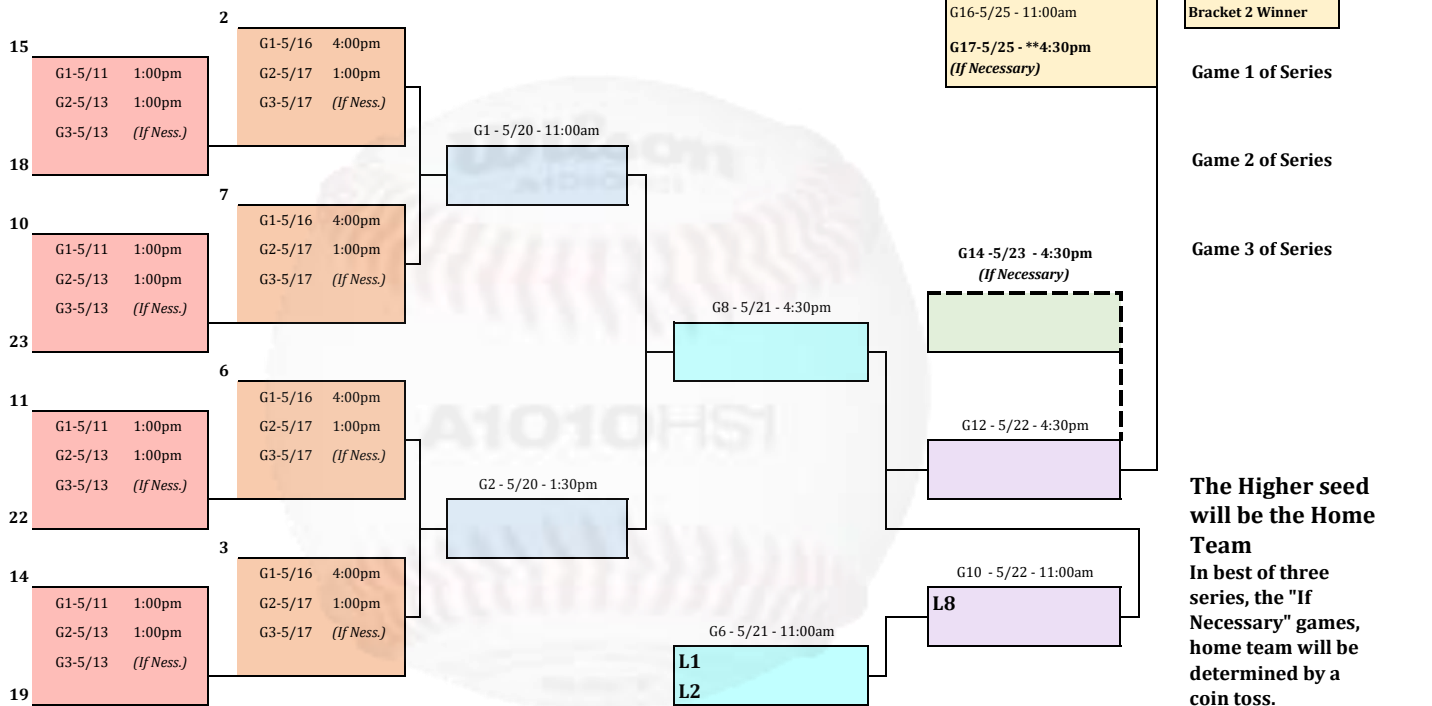 2
15
G1-5/16 4:00pm
G2-5/17 1:00pm
G3-5/17 (If Ness.)
G1-5/11 1:00pm
G2-5/13 1:00pm
G3-5/13 (If Ness.)
18
7
10
G1-5/16 4:00pm
G2-5/17 1:00pm
G3-5/17 (If Ness.)
G1-5/11 1:00pm
G2-5/13 1:00pm
G3-5/13 (If Ness.)
23
6
11
G1-5/16 4:00pm
G2-5/17 1:00pm
G3-5/17 (If Ness.)
G1-5/11 1:00pm
G2-5/13 1:00pm
G3-5/13 (If Ness.)
22
3
14
G1-5/16 4:00pm
G2-5/17 1:00pm
G3-5/17 (If Ness.)
G1-5/11 1:00pm
G2-5/13 1:00pm
G3-5/13 (If Ness.)
19
G1 - 5/20 - 11:00am
G2 - 5/20 - 1:30pm
Wilson
A1010HS1
G8 - 5/21 - 4:30pm
G6 - 5/21 - 11:00am
L1
L2
G16-5/25 - 11:00am
G17-5/25 - **4:30pm
(If Necessary)
G14 -5/23 - 4:30pm
(If Necessary)
G12 - 5/22 - 4:30pm
G10 - 5/22 - 11:00am
L8
Bracket 2 Winner
Game 1 of Series
Game 2 of Series
Game 3 of Series
The Higher seed
will be the Home
Team
In best of three
series, the "If
Necessary" games,
home team will be
determined by a
coin toss.